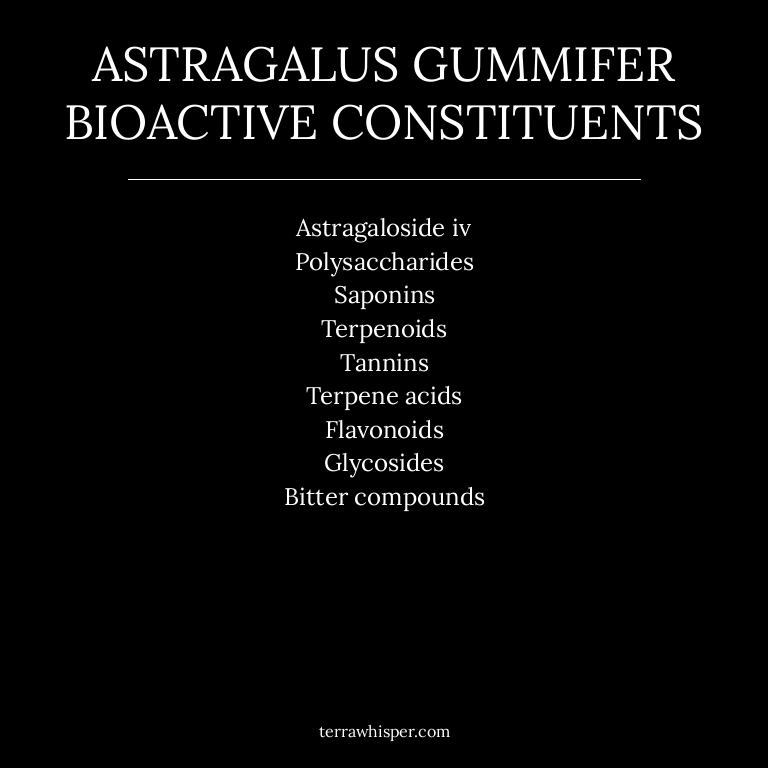 ASTRAGALUS GUMMIFER
BIOACTIVE CONSTITUENTS
Astragaloside iv
Polysaccharides
Saponins
Terpenoids
Tannins
Terpene acids
Flavonoids
Glycosides
Bitter compounds
terrawhisper.com